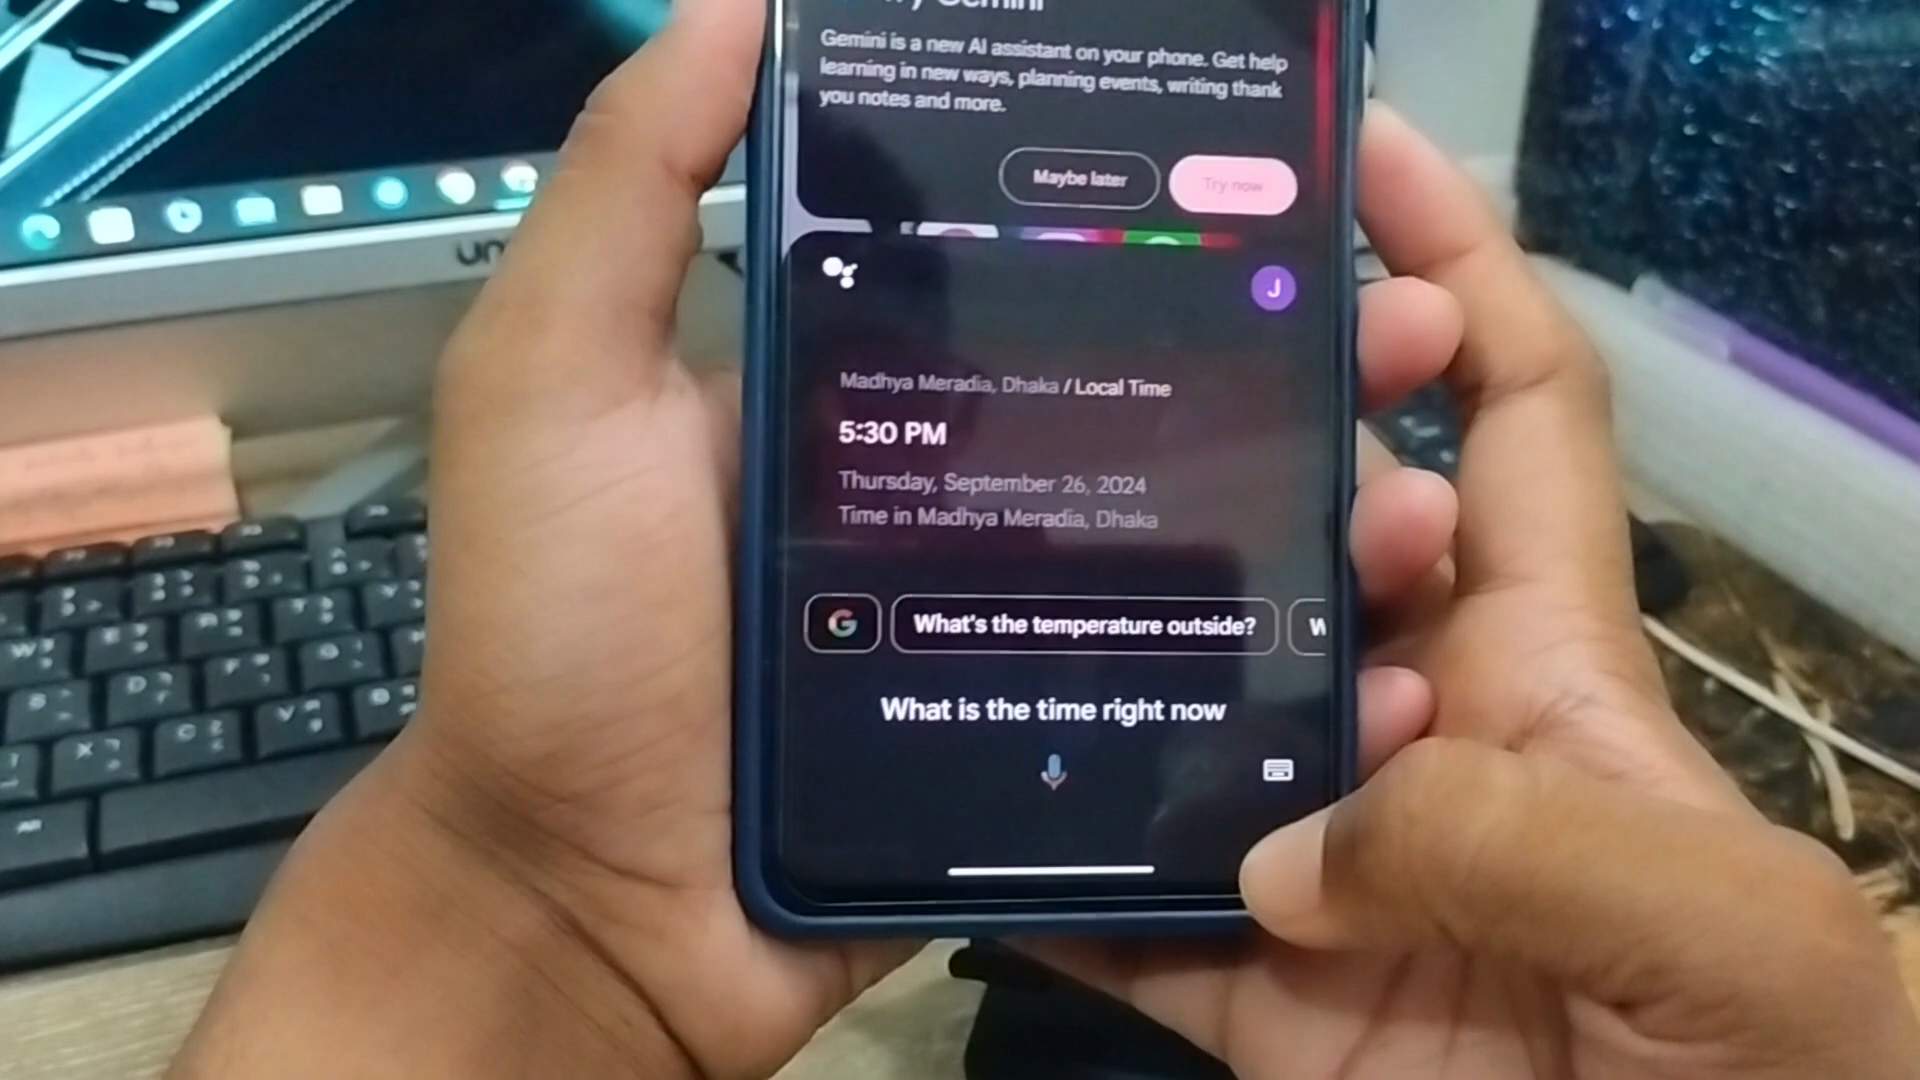 Gemini
Gemini is a new AI assistant on your phone. Get help
learning in new ways, planning events, writing thank
you notes and more.
Maybe later
Try now
J
Madhya Meradia, Dhaka / Local Time
5:30 PM
Thursday, September 26, 2024
Time in Madhya Meradia, Dhaka
G
What's the temperature outside?
W
What is the time right now